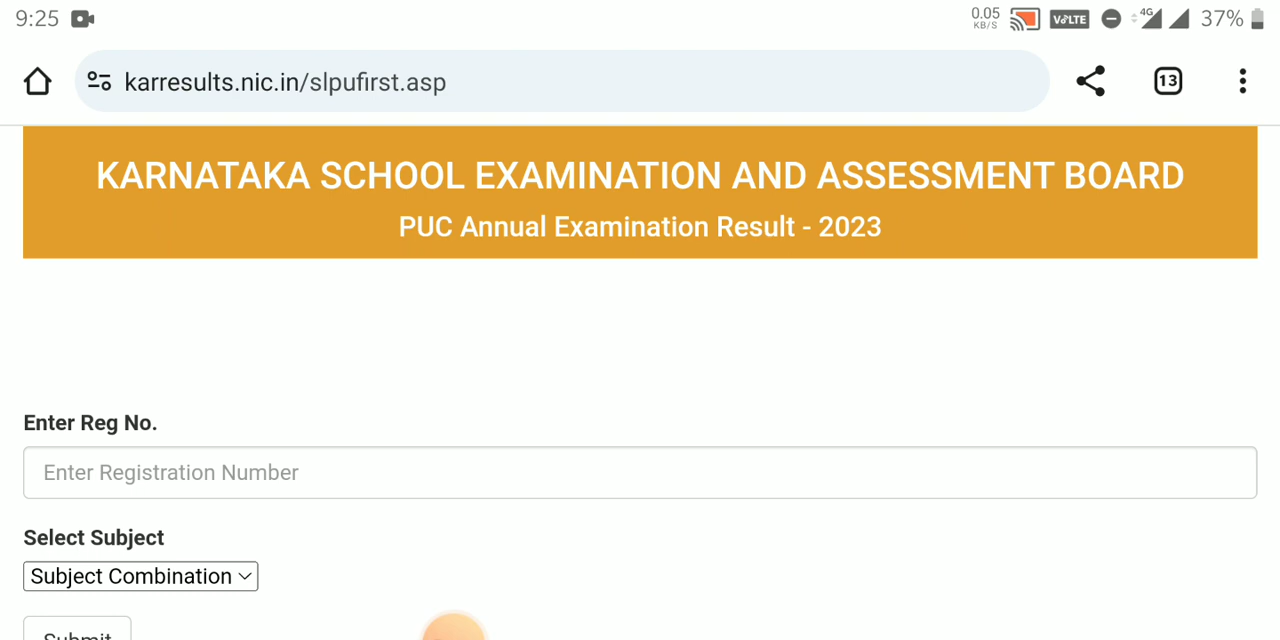 9:25 0.05 KB/S VoLTE 4G 37%
karresults.nic.in/slpufirst.asp 13
KARNATAKA SCHOOL EXAMINATION AND ASSESSMENT BOARD
PUC Annual Examination Result - 2023
Enter Reg No.
Enter Registration Number
Select Subject
Subject Combination
Submit